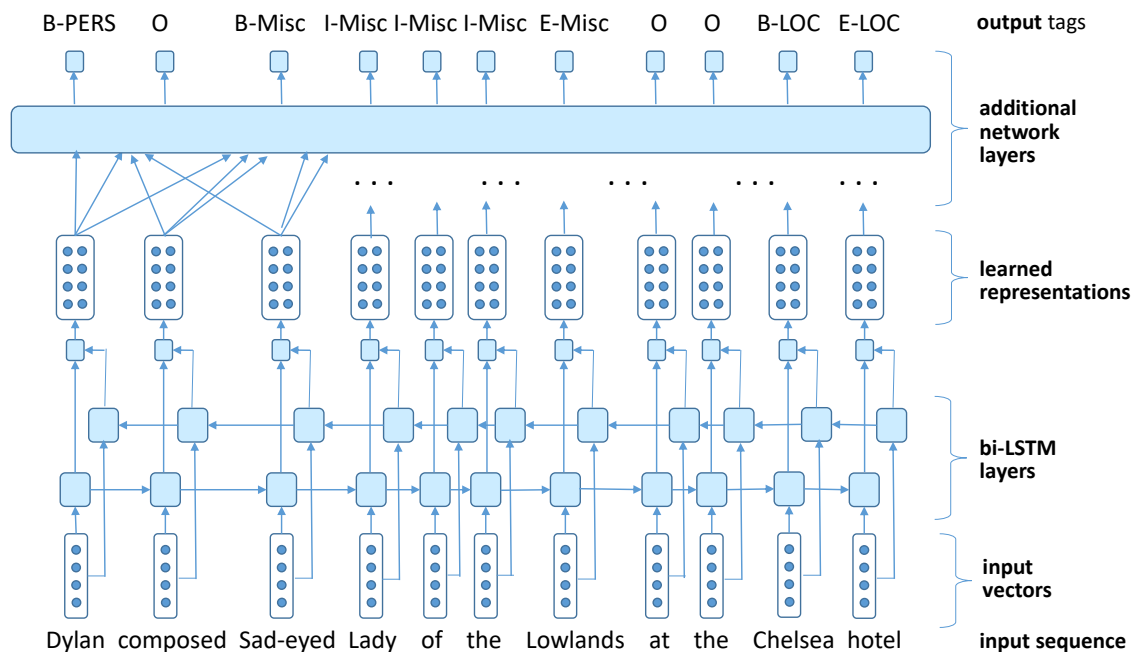 B-PERS O B-Misc I-Misc I-Misc I-Misc E-Misc O O B-LOC E-LOC output tags
additional
network
layers
. . . . . . . . . . . . . . .
learned
representations
bi-LSTM
layers
input
vectors
Dylan composed Sad-eyed Lady of the Lowlands at the Chelsea hotel input sequence